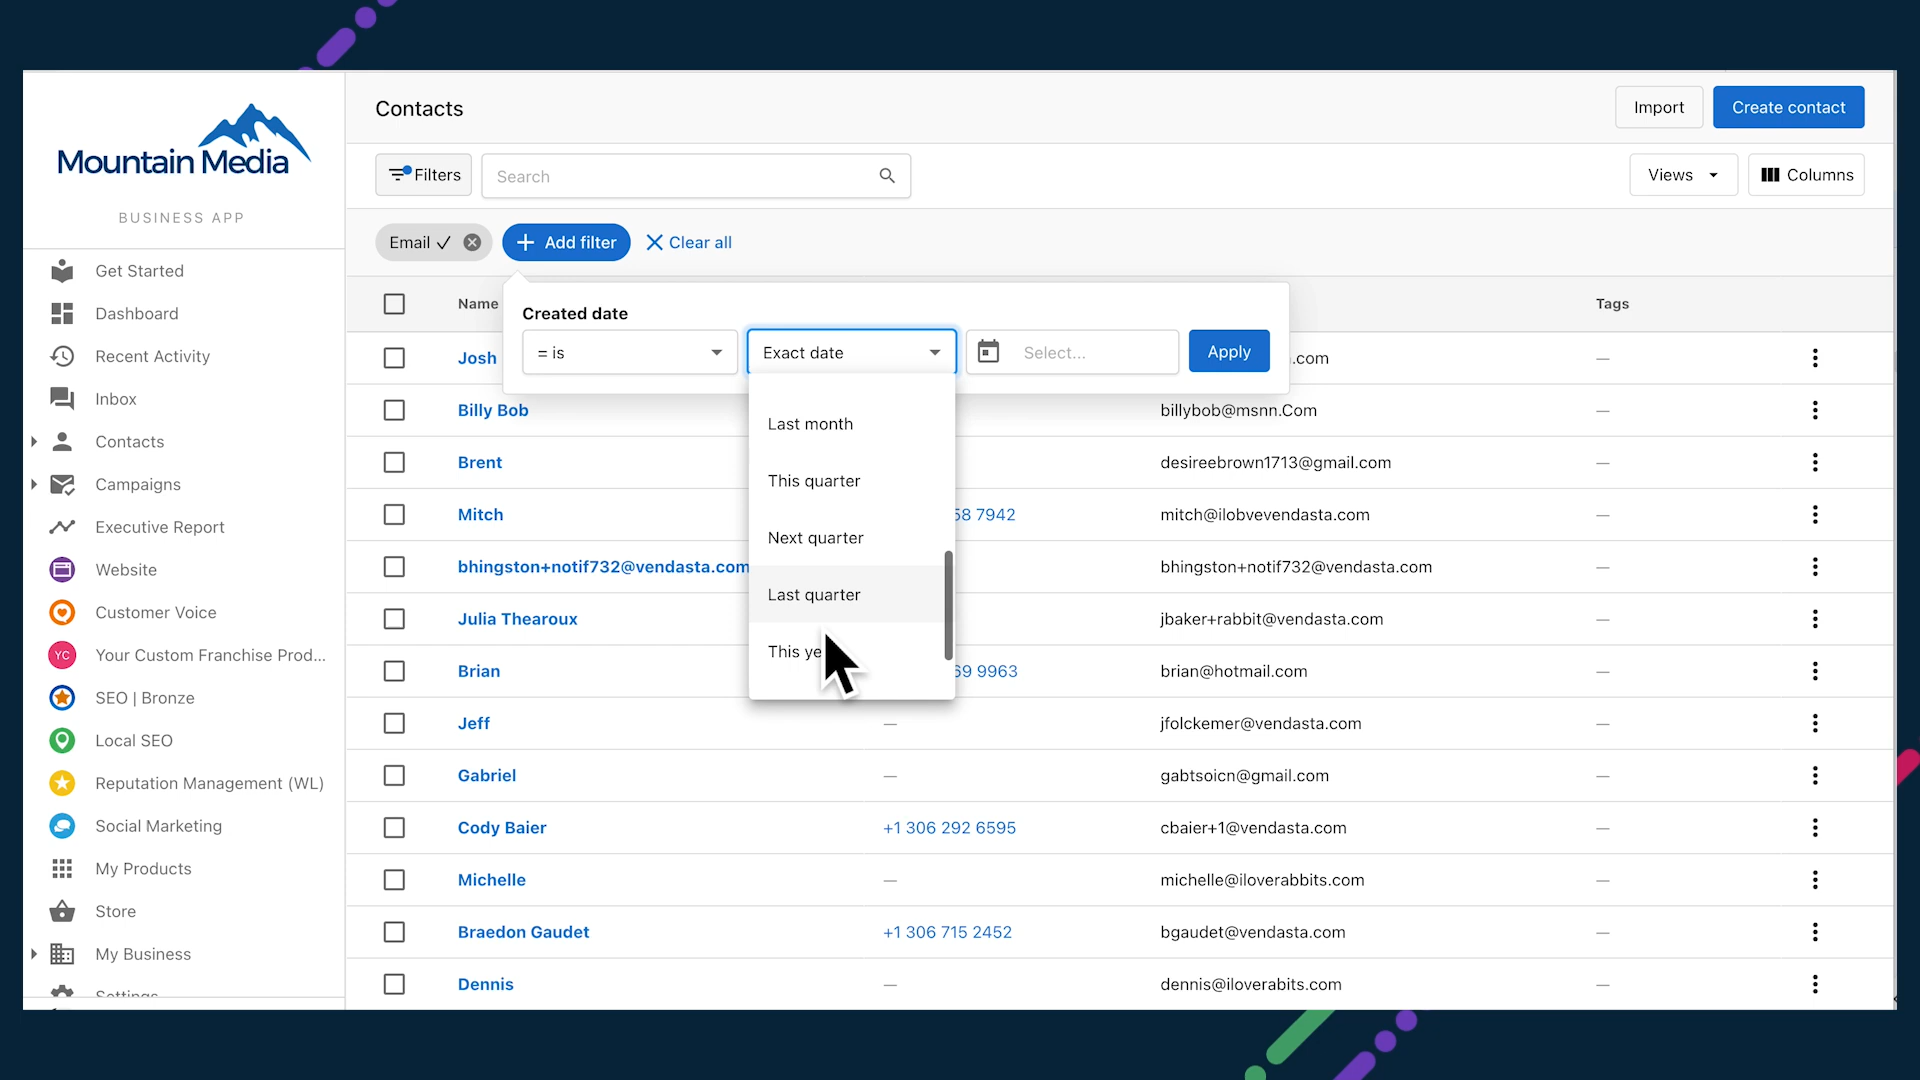 Mountain Media
BUSINESS APP
Get Started
Dashboard
Recent Activity
Inbox
Contacts
Campaigns
Executive Report
Website
Customer Voice
YC
Your Custom Franchise Prod...
SEO | Bronze
Local SEO
Reputation Management (WL)
Social Marketing
My Products
Store
My Business
Settings
Contacts
Import
Create contact
Filters
Search
Views
Columns
Email ✓
+ Add filter
Clear all
Name
Tags
Created date
= is
Exact date
Select...
Apply
Last month
This quarter
Next quarter
Last quarter
This ye
Josh
.com
—
Billy Bob
billybob@msnn.Com
—
Brent
desireebrown1713@gmail.com
—
Mitch
58 7942
mitch@ilobvevendasta.com
—
bhingston+notif732@vendasta.com
bhingston+notif732@vendasta.com
—
Julia Thearoux
jbaker+rabbit@vendasta.com
—
Brian
69 9963
brian@hotmail.com
—
Jeff
—
jfolckemer@vendasta.com
—
Gabriel
—
gabtsoicn@gmail.com
—
Cody Baier
+1 306 292 6595
cbaier+1@vendasta.com
—
Michelle
—
michelle@iloverabbits.com
—
Braedon Gaudet
+1 306 715 2452
bgaudet@vendasta.com
—
Dennis
—
dennis@iloverabits.com
—